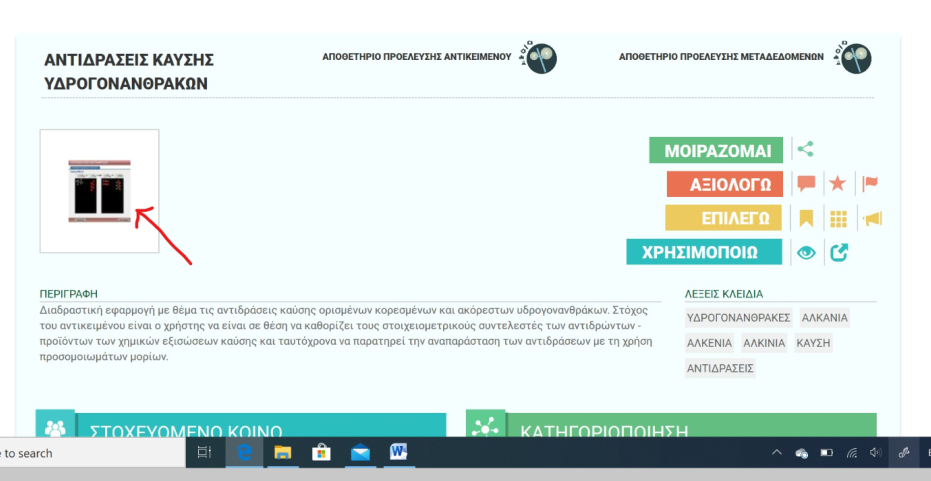 ΑΝΤΙΔΡΑΣΕΙΣ ΚΑΥΣΗΣ
ΥΔΡΟΓΟΝΑΝΘΡΑΚΩΝ
ΑΠΟΘΕΤΗΡΙΟ ΠΡΟΕΛΕΥΣΗΣ ΑΝΤΙΚΕΙΜΕΝΟΥ
ΑΠΟΘΕΤΗΡΙΟ ΠΡΟΕΛΕΥΣΗΣ ΜΕΤΑΔΕΔΟΜΕΝΩΝ
ΜΟΙΡΑΖΟΜΑΙ
ΑΞΙΟΛΟΓΩ
ΕΠΙΛΕΓΩ
ΧΡΗΣΙΜΟΠΟΙΩ
ΠΕΡΙΓΡΑΦΗ
Διαδραστική εφαρμογή με θέμα τις αντιδράσεις καύσης ορισμένων κορεσμένων και ακόρεστων υδρογονανθράκων. Στόχος
του αντικειμένου είναι ο χρήστης να είναι σε θέση να καθορίζει τους στοιχειομετρικούς συντελεστές των αντιδρώντων -
προϊόντων των χημικών εξισώσεων καύσης και ταυτόχρονα να παρατηρεί την αναπαράσταση των αντιδράσεων με τη χρήση
προσομοιωμάτων μορίων.
ΛΕΞΕΙΣ ΚΛΕΙΔΙΑ
ΥΔΡΟΓΟΝΑΝΘΡΑΚΕΣ ΑΛΚΑΝΙΑ
ΑΛΚΕΝΙΑ ΑΛΚΙΝΙΑ ΚΑΥΣΗ
ΑΝΤΙΔΡΑΣΕΙΣ
ΣΤΟΧΕΥΟΜΕΝΟ ΚΟΙΝΟ
ΚΑΤΗΓΟΡΙΟΠΟΙΗΣΗ
to search